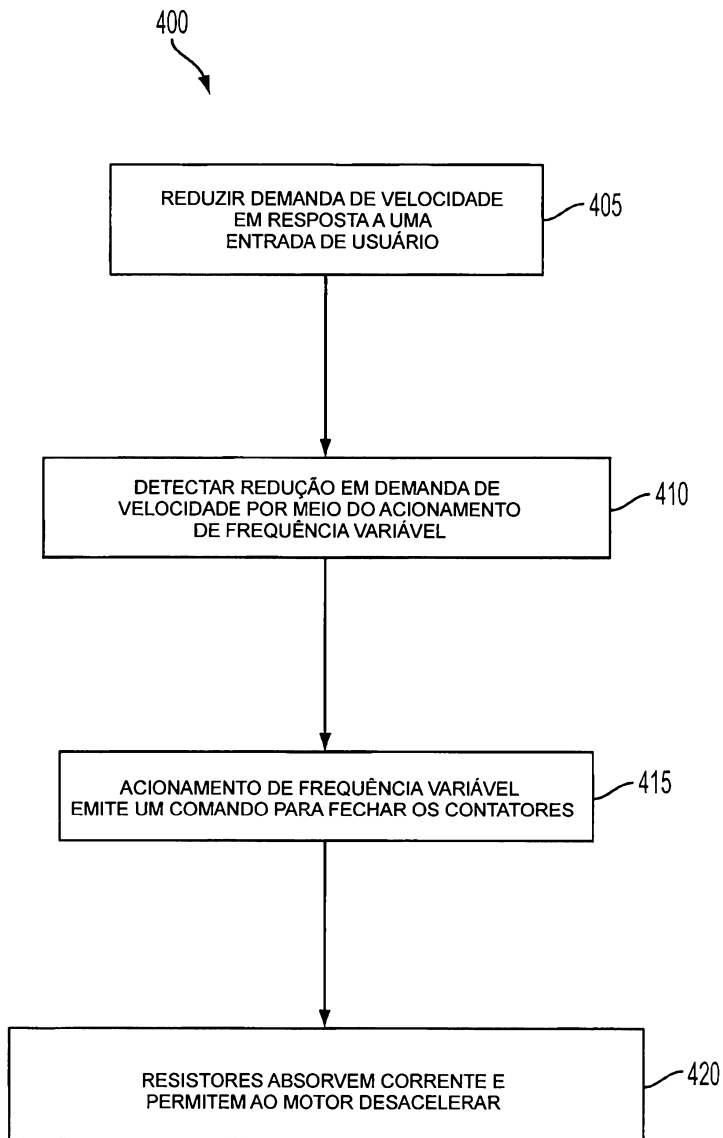 400
REDUZIR DEMANDA DE VELOCIDADE
EM RESPOSTA A UMA
ENTRADA DE USUÁRIO
405
DETECTAR REDUÇÃO EM DEMANDA DE
VELOCIDADE POR MEIO DO ACIONAMENTO
DE FREQUÊNCIA VARIÁVEL
410
ACIONAMENTO DE FREQUÊNCIA VARIÁVEL
EMITE UM COMANDO PARA FECHAR OS CONTATORES
415
RESISTORES ABSORVEM CORRENTE E
PERMITEM AO MOTOR DESACELERAR
420